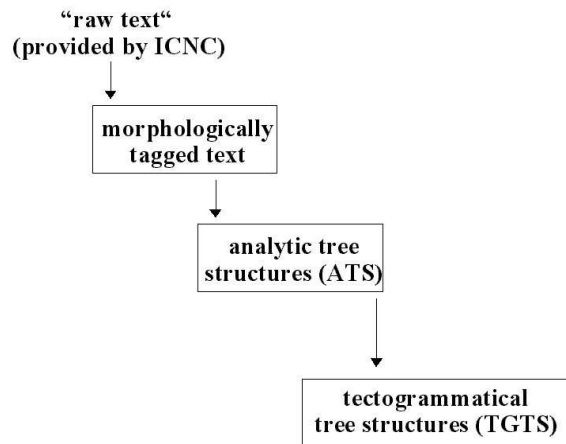 “raw text“
(provided by ICNC)
morphologically
tagged text
analytic tree
structures (ATS)
tectogrammatical
tree structures (TGTS)